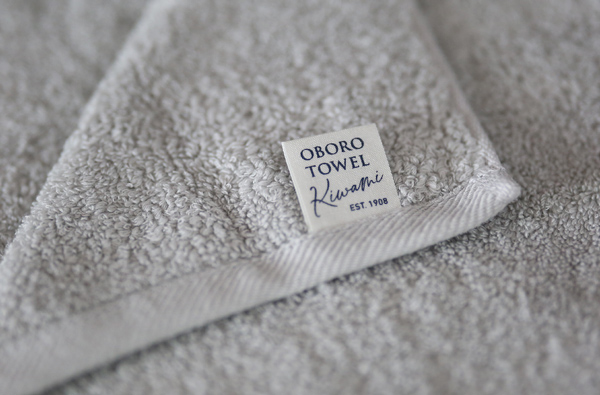 OBORO
TOWEL
Kiwami
EST. 1908